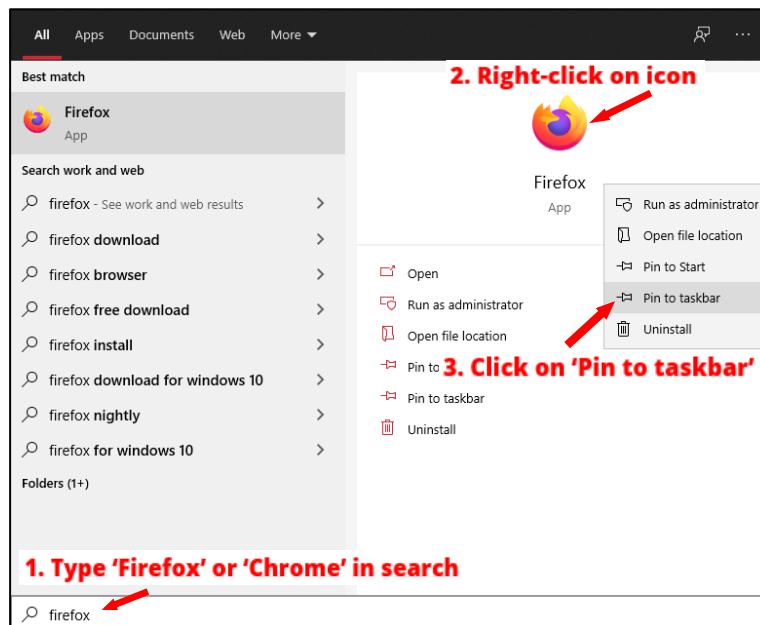 All Apps Documents Web More
Best match
Firefox
App
Search work and web
firefox - See work and web results
firefox download
firefox browser
firefox free download
firefox install
firefox download for windows 10
firefox nightly
firefox for windows 10
Folders (1+)
1. Type ‘Firefox’ or ‘Chrome’ in search
firefox
2. Right-click on icon
Firefox
App
Open
Run as administrator
Open file location
Pin to
Pin to taskbar
Uninstall
Run as administrator
Open file location
Pin to Start
Pin to taskbar
Uninstall
3. Click on ‘Pin to taskbar’